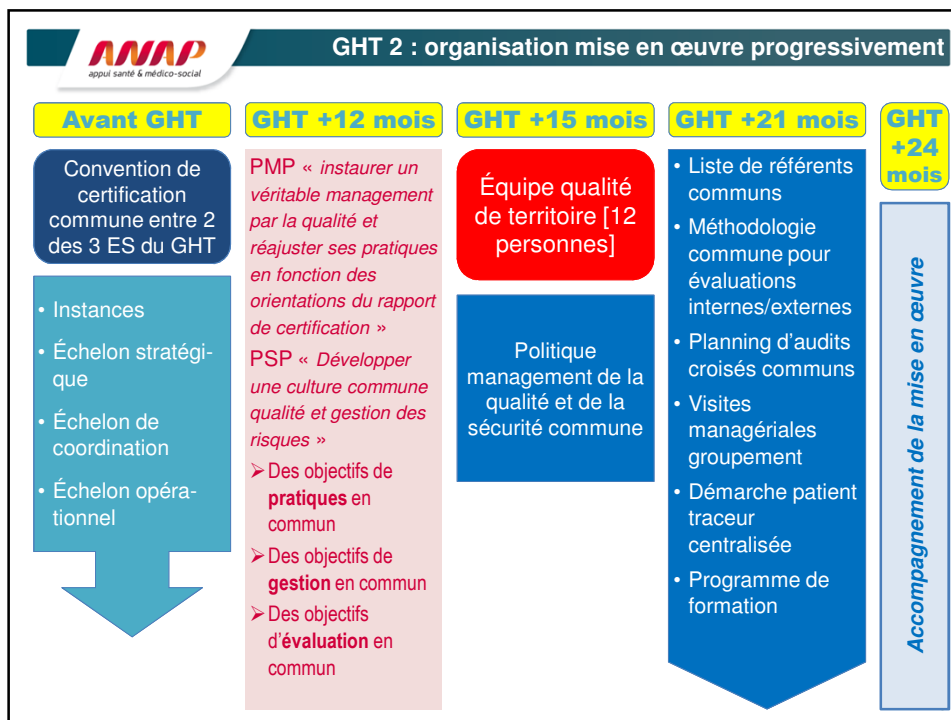 ANAP
appui santé & médico-social
GHT 2 : organisation mise en œuvre progressivement
Avant GHT
Convention de
certification
commune entre 2
des 3 ES du GHT
• Instances
• Échelon stratégi-
que
• Échelon de
coordination
• Échelon opéra-
tionnel
GHT +12 mois
PMP « instaurer un
véritable management
par la qualité et
réajuster ses pratiques
en fonction des
orientations du rapport
de certification »
PSP « Développer
une culture commune
qualité et gestion des
risques »
➢ Des objectifs de
pratiques en
commun
➢ Des objectifs de
gestion en commun
➢ Des objectifs
d'évaluation en
commun
GHT +15 mois
Équipe qualité
de territoire [12
personnes]
Politique
management de la
qualité et de la
sécurité commune
GHT +21 mois
• Liste de référents
communs
• Méthodologie
commune pour
évaluations
internes/externes
• Planning d'audits
croisés communs
• Visites
managériales
groupement
• Démarche patient
traceur
centralisée
• Programme de
formation
GHT
+24
mois
Accompagnement de la mise en œuvre